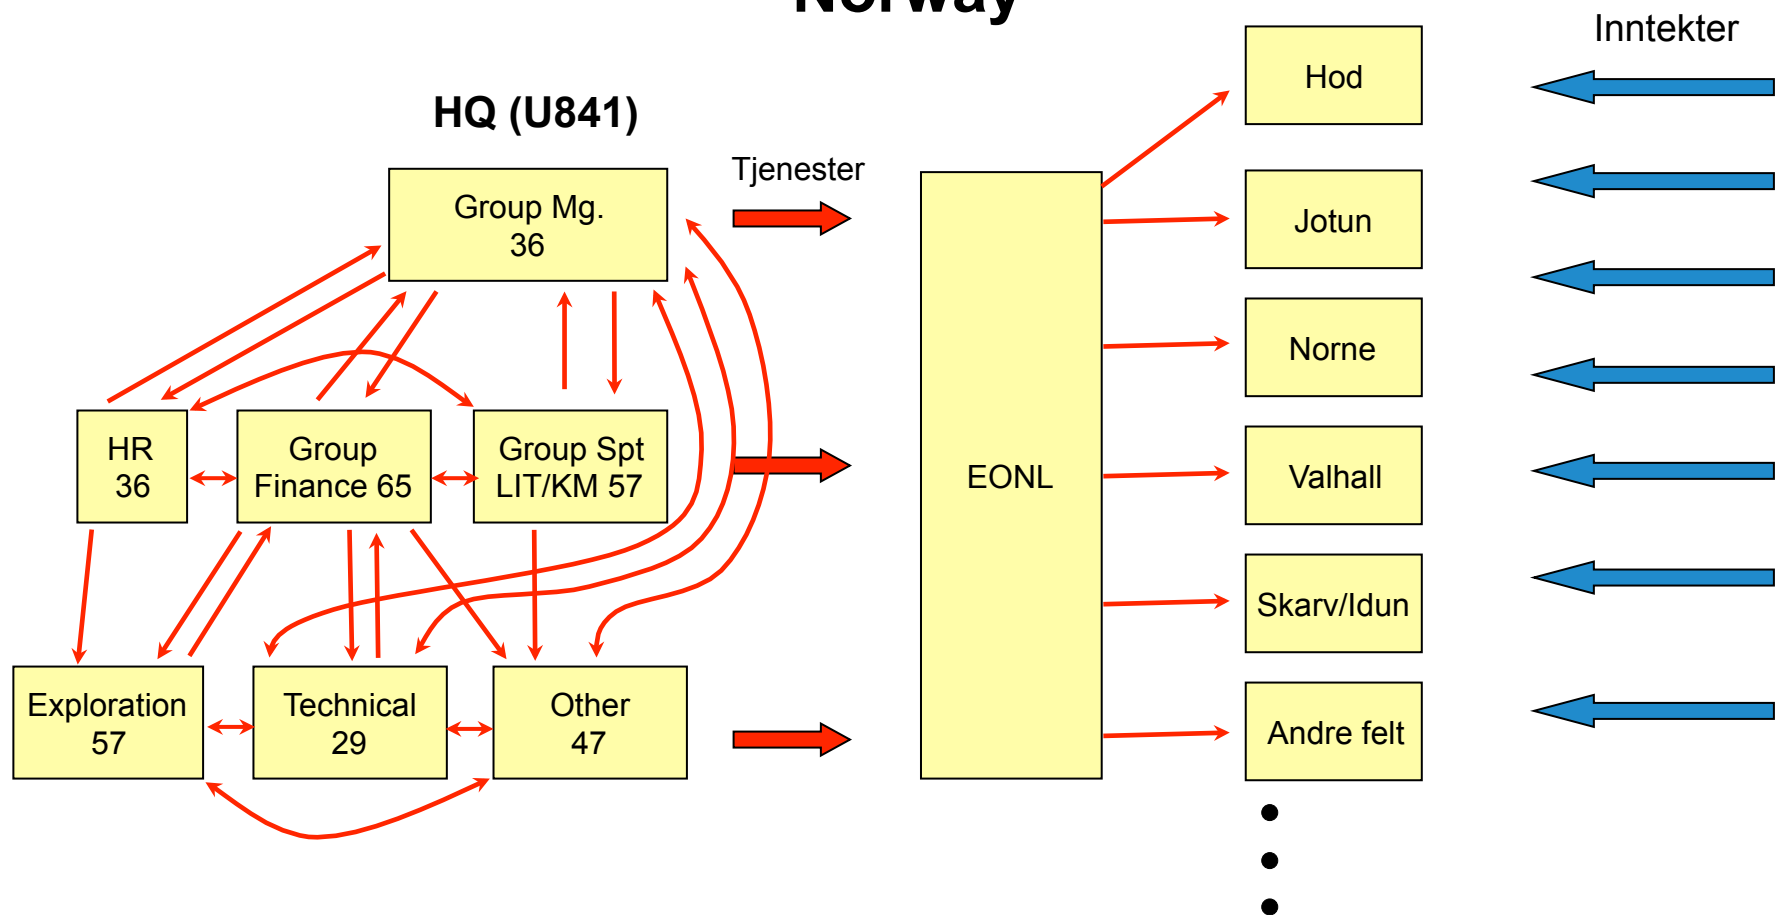 Norway
Inntekter
HQ (U841)
Tjenester
Group Mg.
36
HR
36
Group
Finance 65
Group Spt
LIT/KM 57
Exploration
57
Technical
29
Other
47
EONL
Hod
Jotun
Norne
Valhall
Skarv/Idun
Andre felt